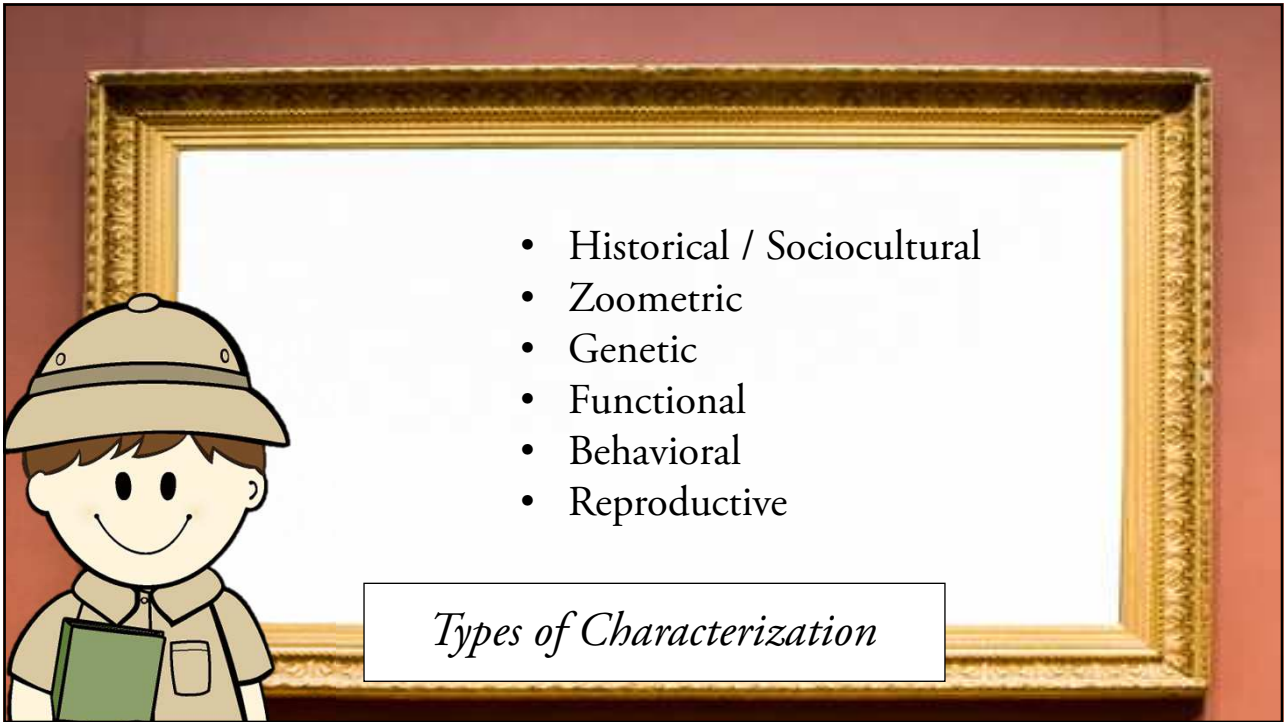 • Historical / Sociocultural
• Zoometric
• Genetic
• Functional
• Behavioral
• Reproductive
Types of Characterization